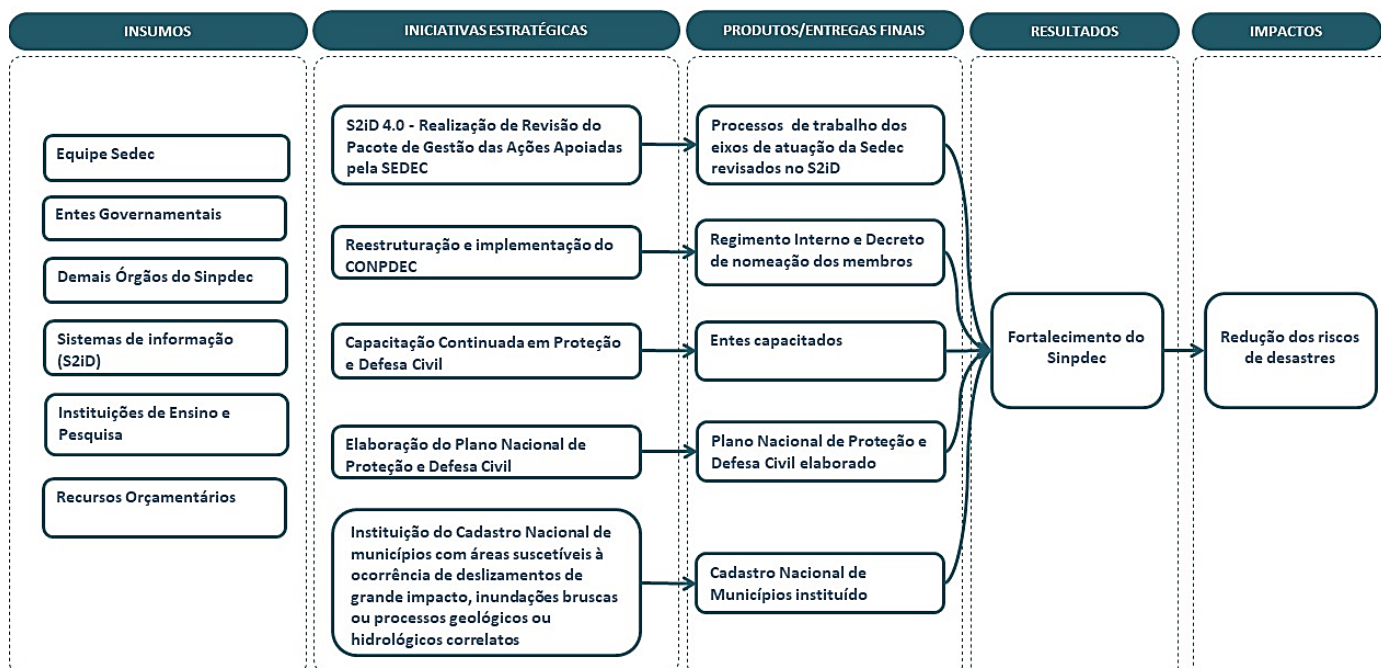 INSUMOS
INICIATIVAS ESTRATÉGICAS
PRODUTOS/ENTREGAS FINAIS
RESULTADOS
IMPACTOS
Equipe Sedec
Entes Governamentais
Demais Órgãos do Sinpdec
Sistemas de informação
(S2iD)
Instituições de Ensino e
Pesquisa
Recursos Orçamentários
S2iD 4.0 - Realização de Revisão do
Pacote de Gestão das Ações Apoiadas
pela SEDEC
Reestruturação e implementação do
CONPDEC
Capacitação Continuada em Proteção
e Defesa Civil
Elaboração do Plano Nacional de
Proteção e Defesa Civil
Instituição do Cadastro Nacional de
municípios com áreas suscetíveis à
ocorrência de deslizamentos de
grande impacto, inundações bruscas
ou processos geológicos ou
hidrológicos correlatos
Processos de trabalho dos
eixos de atuação da Sedec
revisados no S2iD
Regimento Interno e Decreto
de nomeação dos membros
Entes capacitados
Plano Nacional de Proteção e
Defesa Civil elaborado
Cadastro Nacional de
Municípios instituído
Fortalecimento do
Sinpdec
Redução dos riscos
de desastres